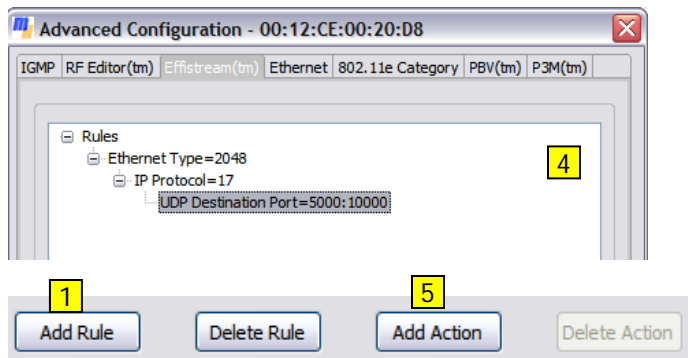 Advanced Configuration - 00:12:CE:00:20:D8
IGMP RF Editor(tm) Effistream(tm) Ethernet 802.11e Category PBV(tm) P3M(tm)
Rules
Ethernet Type=2048
4
IP Protocol=17
UDP Destination Port=5000:10000
1 5
Add Rule Delete Rule Add Action Delete Action